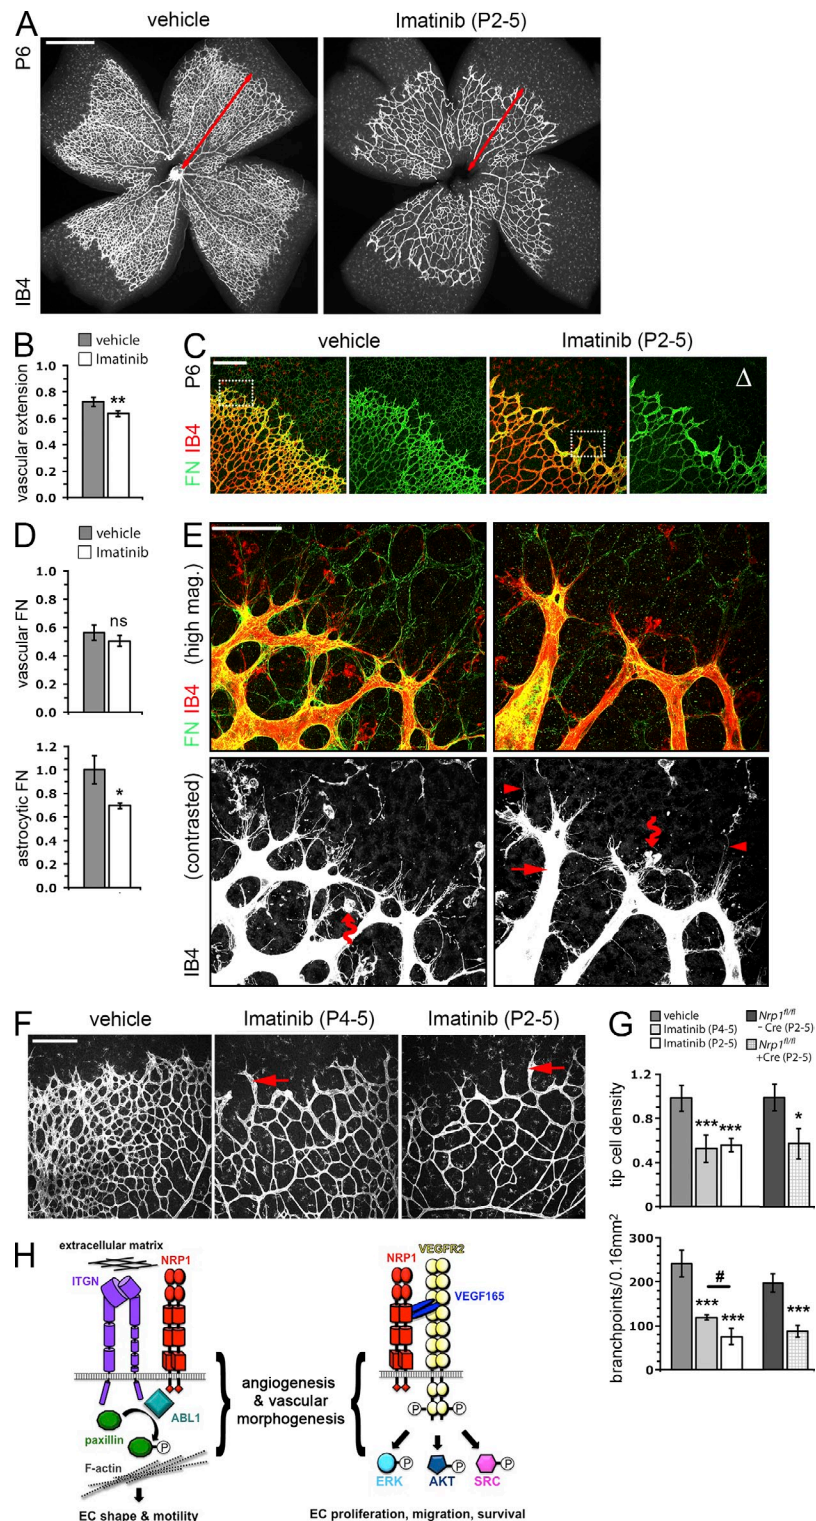 A
vehicle
Imatinib (P2-5)
P6
IB4
B
vehicle
Imatinib
vascular extension
1.0
0.8
0.6
0.4
0.2
0.0
**
C
vehicle
Imatinib (P2-5)
P6
FN IB4
Δ
D
vehicle
Imatinib
vascular FN
1.0
0.8
0.6
0.4
0.2
0.0
ns
astrocytic FN
1.2
1.0
0.8
0.6
0.4
0.2
0.0
*
E
(high mag.)
FN IB4
(contrasted)
IB4
F
vehicle
Imatinib (P4-5)
Imatinib (P2-5)
G
vehicle
Imatinib (P4-5)
Imatinib (P2-5)
Nrp1fl/fl
- Cre (P2-5)
Nrp1fl/fl
+Cre (P2-5)
tip cell density
1.2
0.8
0.4
0
*** ***
*
branchpoints/0.16mm2
300
200
100
0
#
***
***
***
H
extracellular matrix
ITGN
NRP1
ABL1
paxillin
P
F-actin
EC shape & motility
angiogenesis
& vascular
morphogenesis
VEGFR2
NRP1
VEGF165
P
P
P
P
P
ERK
AKT
SRC
EC proliferation, migration, survival